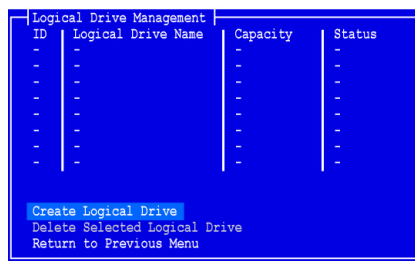 Logical Drive Management
ID Logical Drive Name Capacity Status
- - - -
- - - -
- - - -
- - - -
- - - -
- - - -
- - - -
- - - -
Create Logical Drive
Delete Selected Logical Drive
Return to Previous Menu